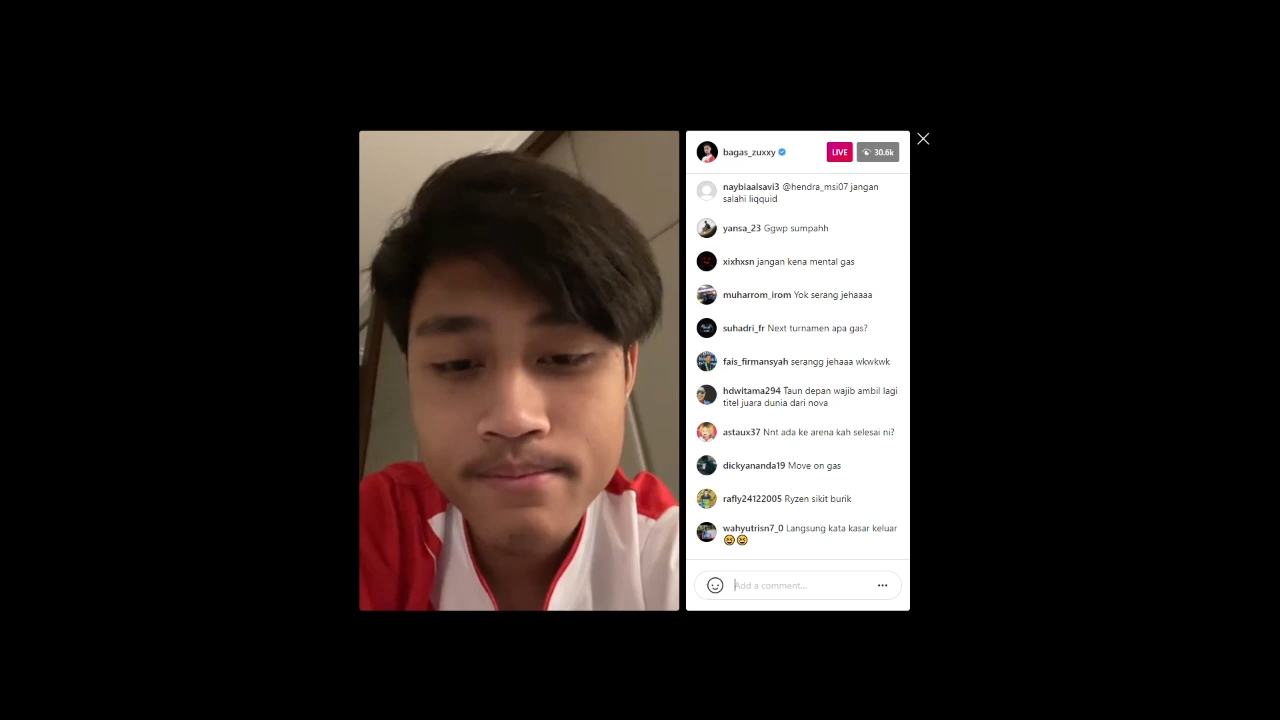 bagas_zuxxy
LIVE
30.6k
naybiaalsavi3 @hendra_msi07 jangan
salahi liqquid
yansa_23 Ggwp sumpahh
xixhxsn jangan kena mental gas
muharrom_irom Yok serang jehaaaa
suhadri_fr Next turnamen apa gas?
fais_firmansyah serangg jehaaa wkwkwk
hdwitama294 Taun depan wajib ambil lagi
titel juara dunia dari nova
astaux37 Nnt ada ke arena kah selesai ni?
dickyananda19 Move on gas
rafly24122005 Ryzen sikit burik
wahyutrisn7_0 Langsung kata kasar keluar
😆😆
Add a comment...